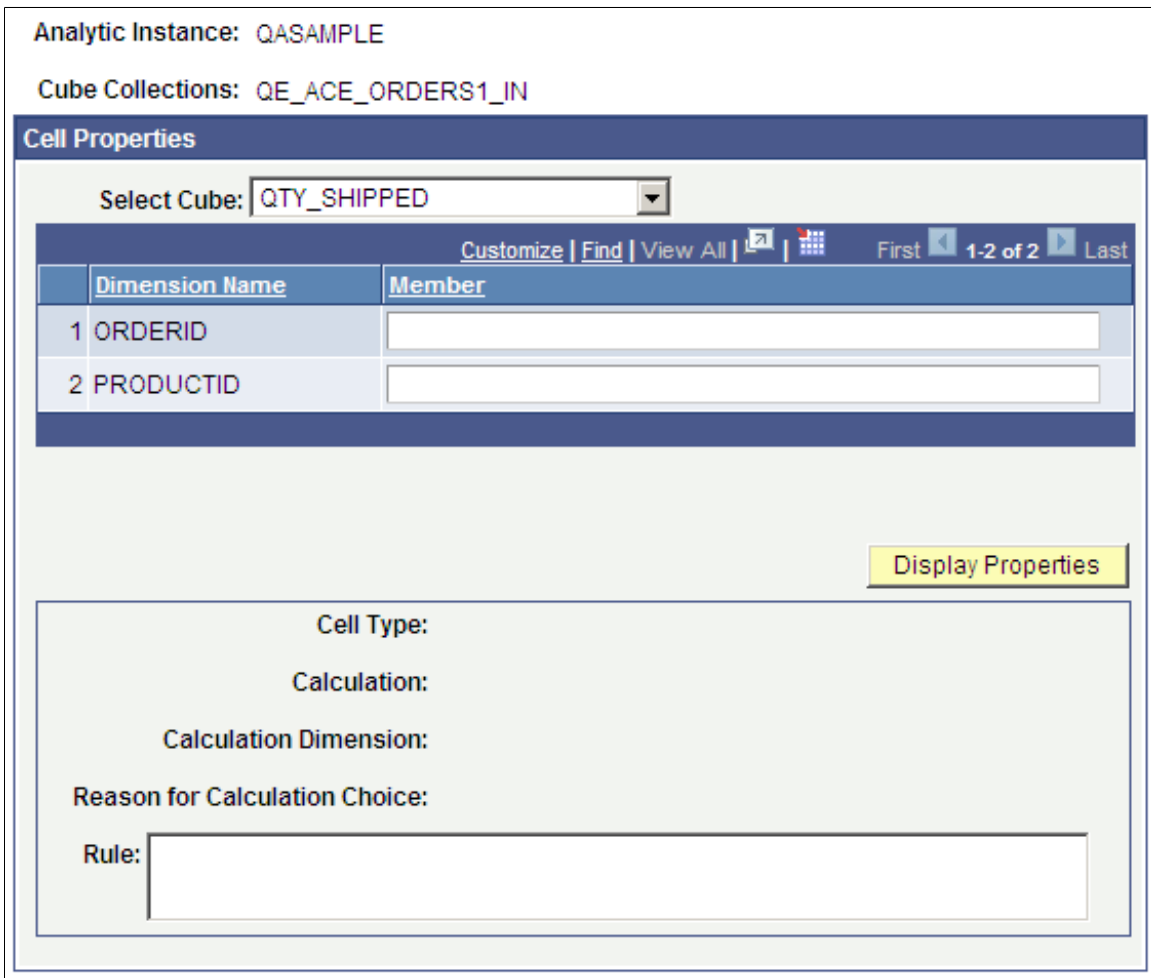 Analytic Instance: QASAMPLE
Cube Collections: QE_ACE_ORDERS1_IN
Cell Properties
Select Cube: QTY_SHIPPED
Customize | Find | View All | | First 1-2 of 2 Last
Dimension Name Member
1 ORDERID
2 PRODUCTID
Display Properties
Cell Type:
Calculation:
Calculation Dimension:
Reason for Calculation Choice:
Rule: